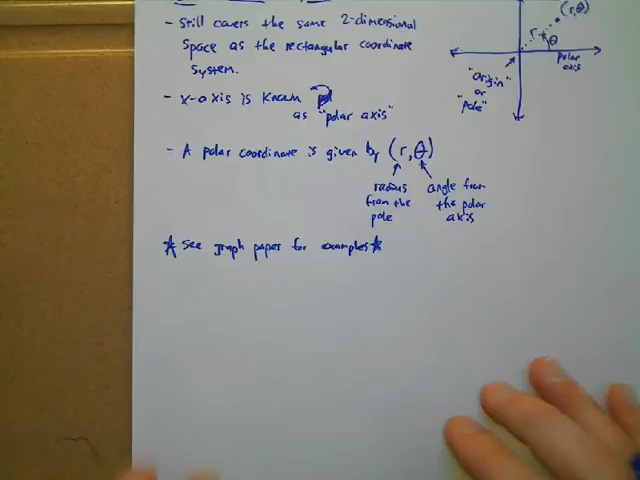 - Still covers the same 2-dimensional
space as the rectangular coordinate
system.
- x-axis is known
as "polar axis"
- A polar coordinate is given by (r, θ)
radius
from the
pole
angle from
the polar
axis
* See graph paper for examples *
(r, θ)
r
θ
polar
axis
"origin"
or
"pole"